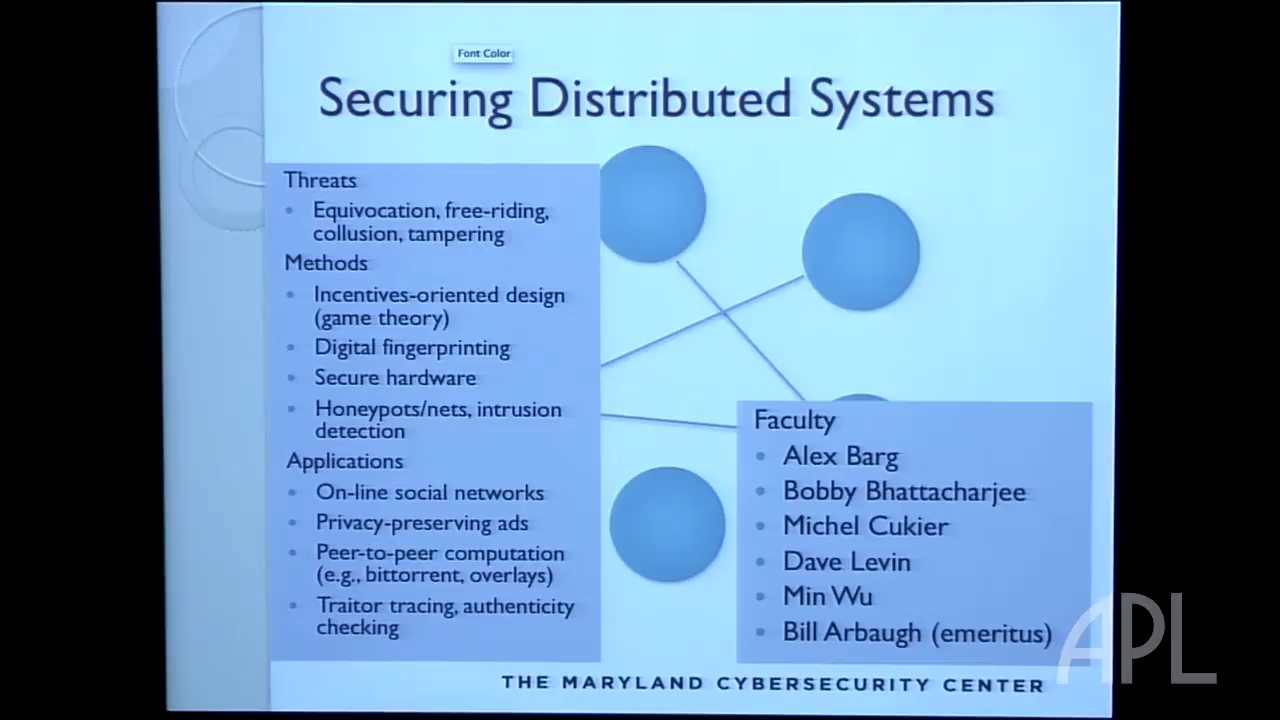 Font Color
Securing Distributed Systems
Threats
Equivocation, free-riding,
collusion, tampering
Methods
Incentives-oriented design
(game theory)
Digital fingerprinting
Secure hardware
Honeypots/nets, intrusion
detection
Applications
On-line social networks
Privacy-preserving ads
Peer-to-peer computation
(e.g., bittorrent, overlays)
Traitor tracing, authenticity
checking
Faculty
Alex Barg
Bobby Bhattacharjee
Michel Cukier
Dave Levin
Min Wu
Bill Arbaugh (emeritus)
APL
THE MARYLAND CYBERSECURITY CENTER